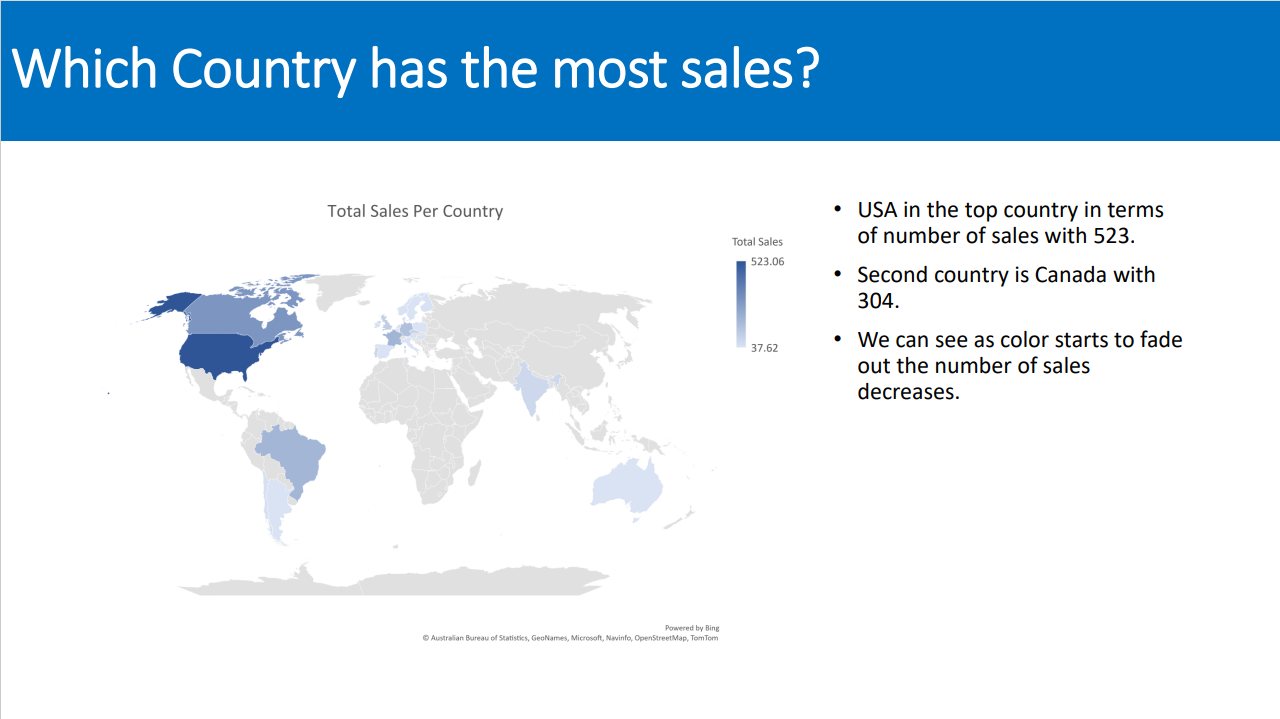 Which Country has the most sales?
Total Sales Per Country
Total Sales
523.06
37.62
Powered by Bing
© Australian Bureau of Statistics, GeoNames, Microsoft, Navinfo, OpenStreetMap, TomTom
• USA in the top country in terms
of number of sales with 523.
• Second country is Canada with
304.
• We can see as color starts to fade
out the number of sales
decreases.